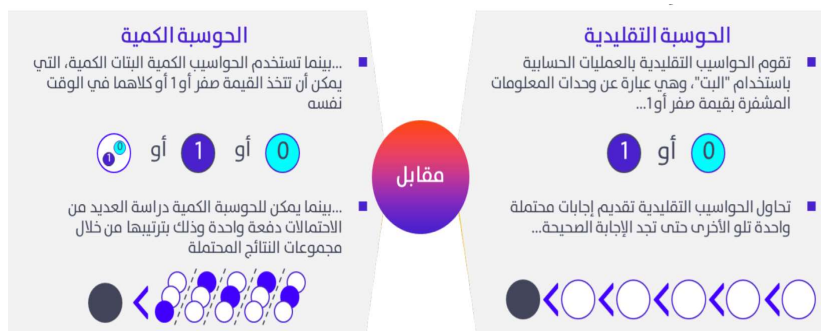 الحوسبة التقليدية
تقوم الحواسيب التقليدية بالعمليات الحسابية
باستخدام "البت"، وهي عبارة عن وحدات المعلومات
المشفرة بقيمة صفر أو1...
0 أو 1
تحاول الحواسيب التقليدية تقديم إجابات محتملة
واحدة تلو الأخرى حتى تجد الإجابة الصحيحة...
مقابل
الحوسبة الكمية
...بينما تستخدم الحواسيب الكمية البتات الكمية، التي
يمكن أن تتخذ القيمة صفر أو1 أو كلاهما في الوقت
نفسه
0 أو 1 أو 0 1
...بينما يمكن للحوسبة الكمية دراسة العديد من
الاحتمالات دفعة واحدة وذلك بترتيبها من خلال
مجموعات النتائج المحتملة